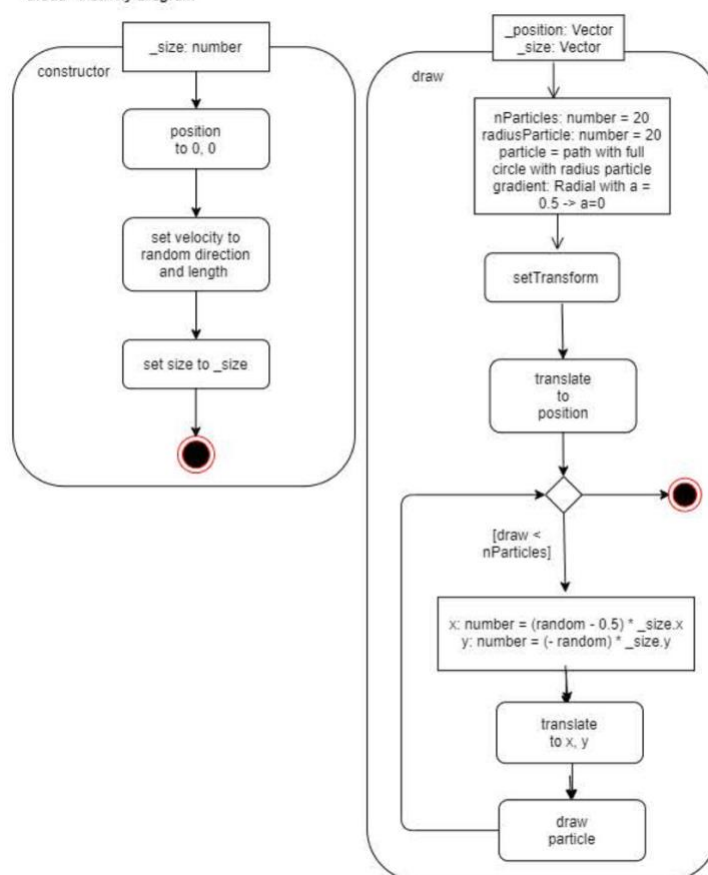 constructor
_size: number
position
to 0, 0
set velocity to
random direction
and length
set size to _size
draw
_position: Vector
_size: Vector
nParticles: number = 20
radiusParticle: number = 20
particle = path with full
circle with radius particle
gradient: Radial with a =
0.5 -> a=0
setTransform
translate
to
position
[draw <
nParticles]
x: number = (random - 0.5) * _size.x
y: number = (- random) * _size.y
translate
to x, y
draw
particle